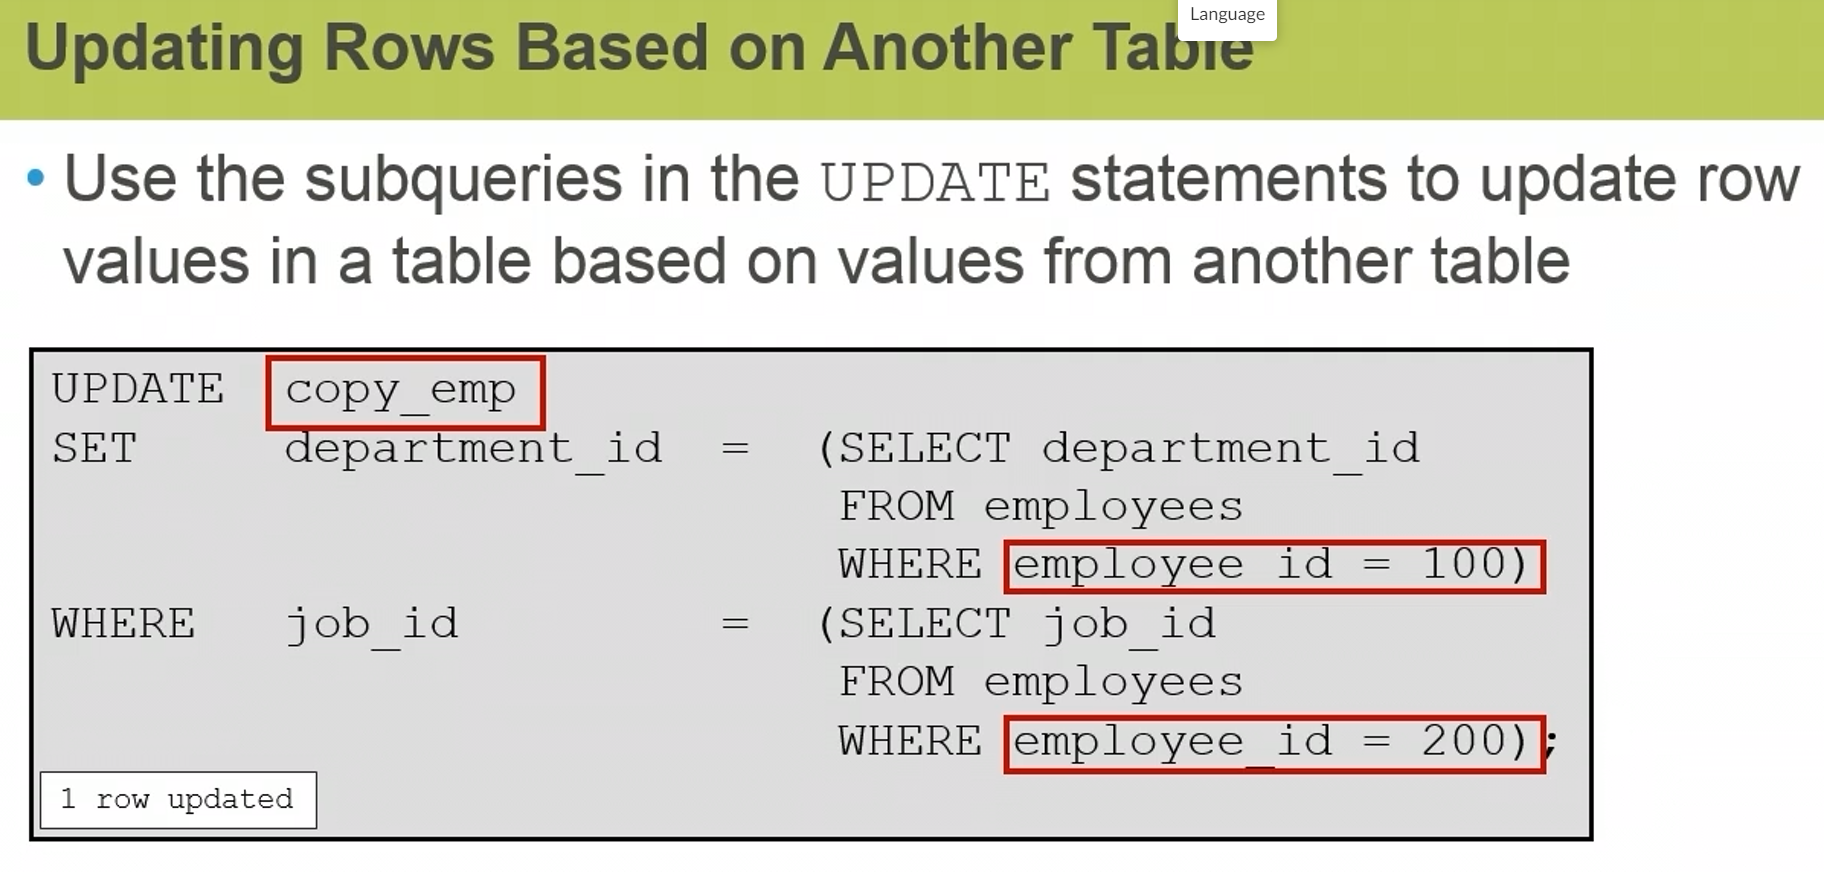 Language
Updating Rows Based on Another Table
• Use the subqueries in the UPDATE statements to update row
values in a table based on values from another table
UPDATE copy_emp
SET department_id = (SELECT department_id
FROM employees
WHERE employee_id = 100)
WHERE job_id = (SELECT job_id
FROM employees
WHERE employee_id = 200);
1 row updated